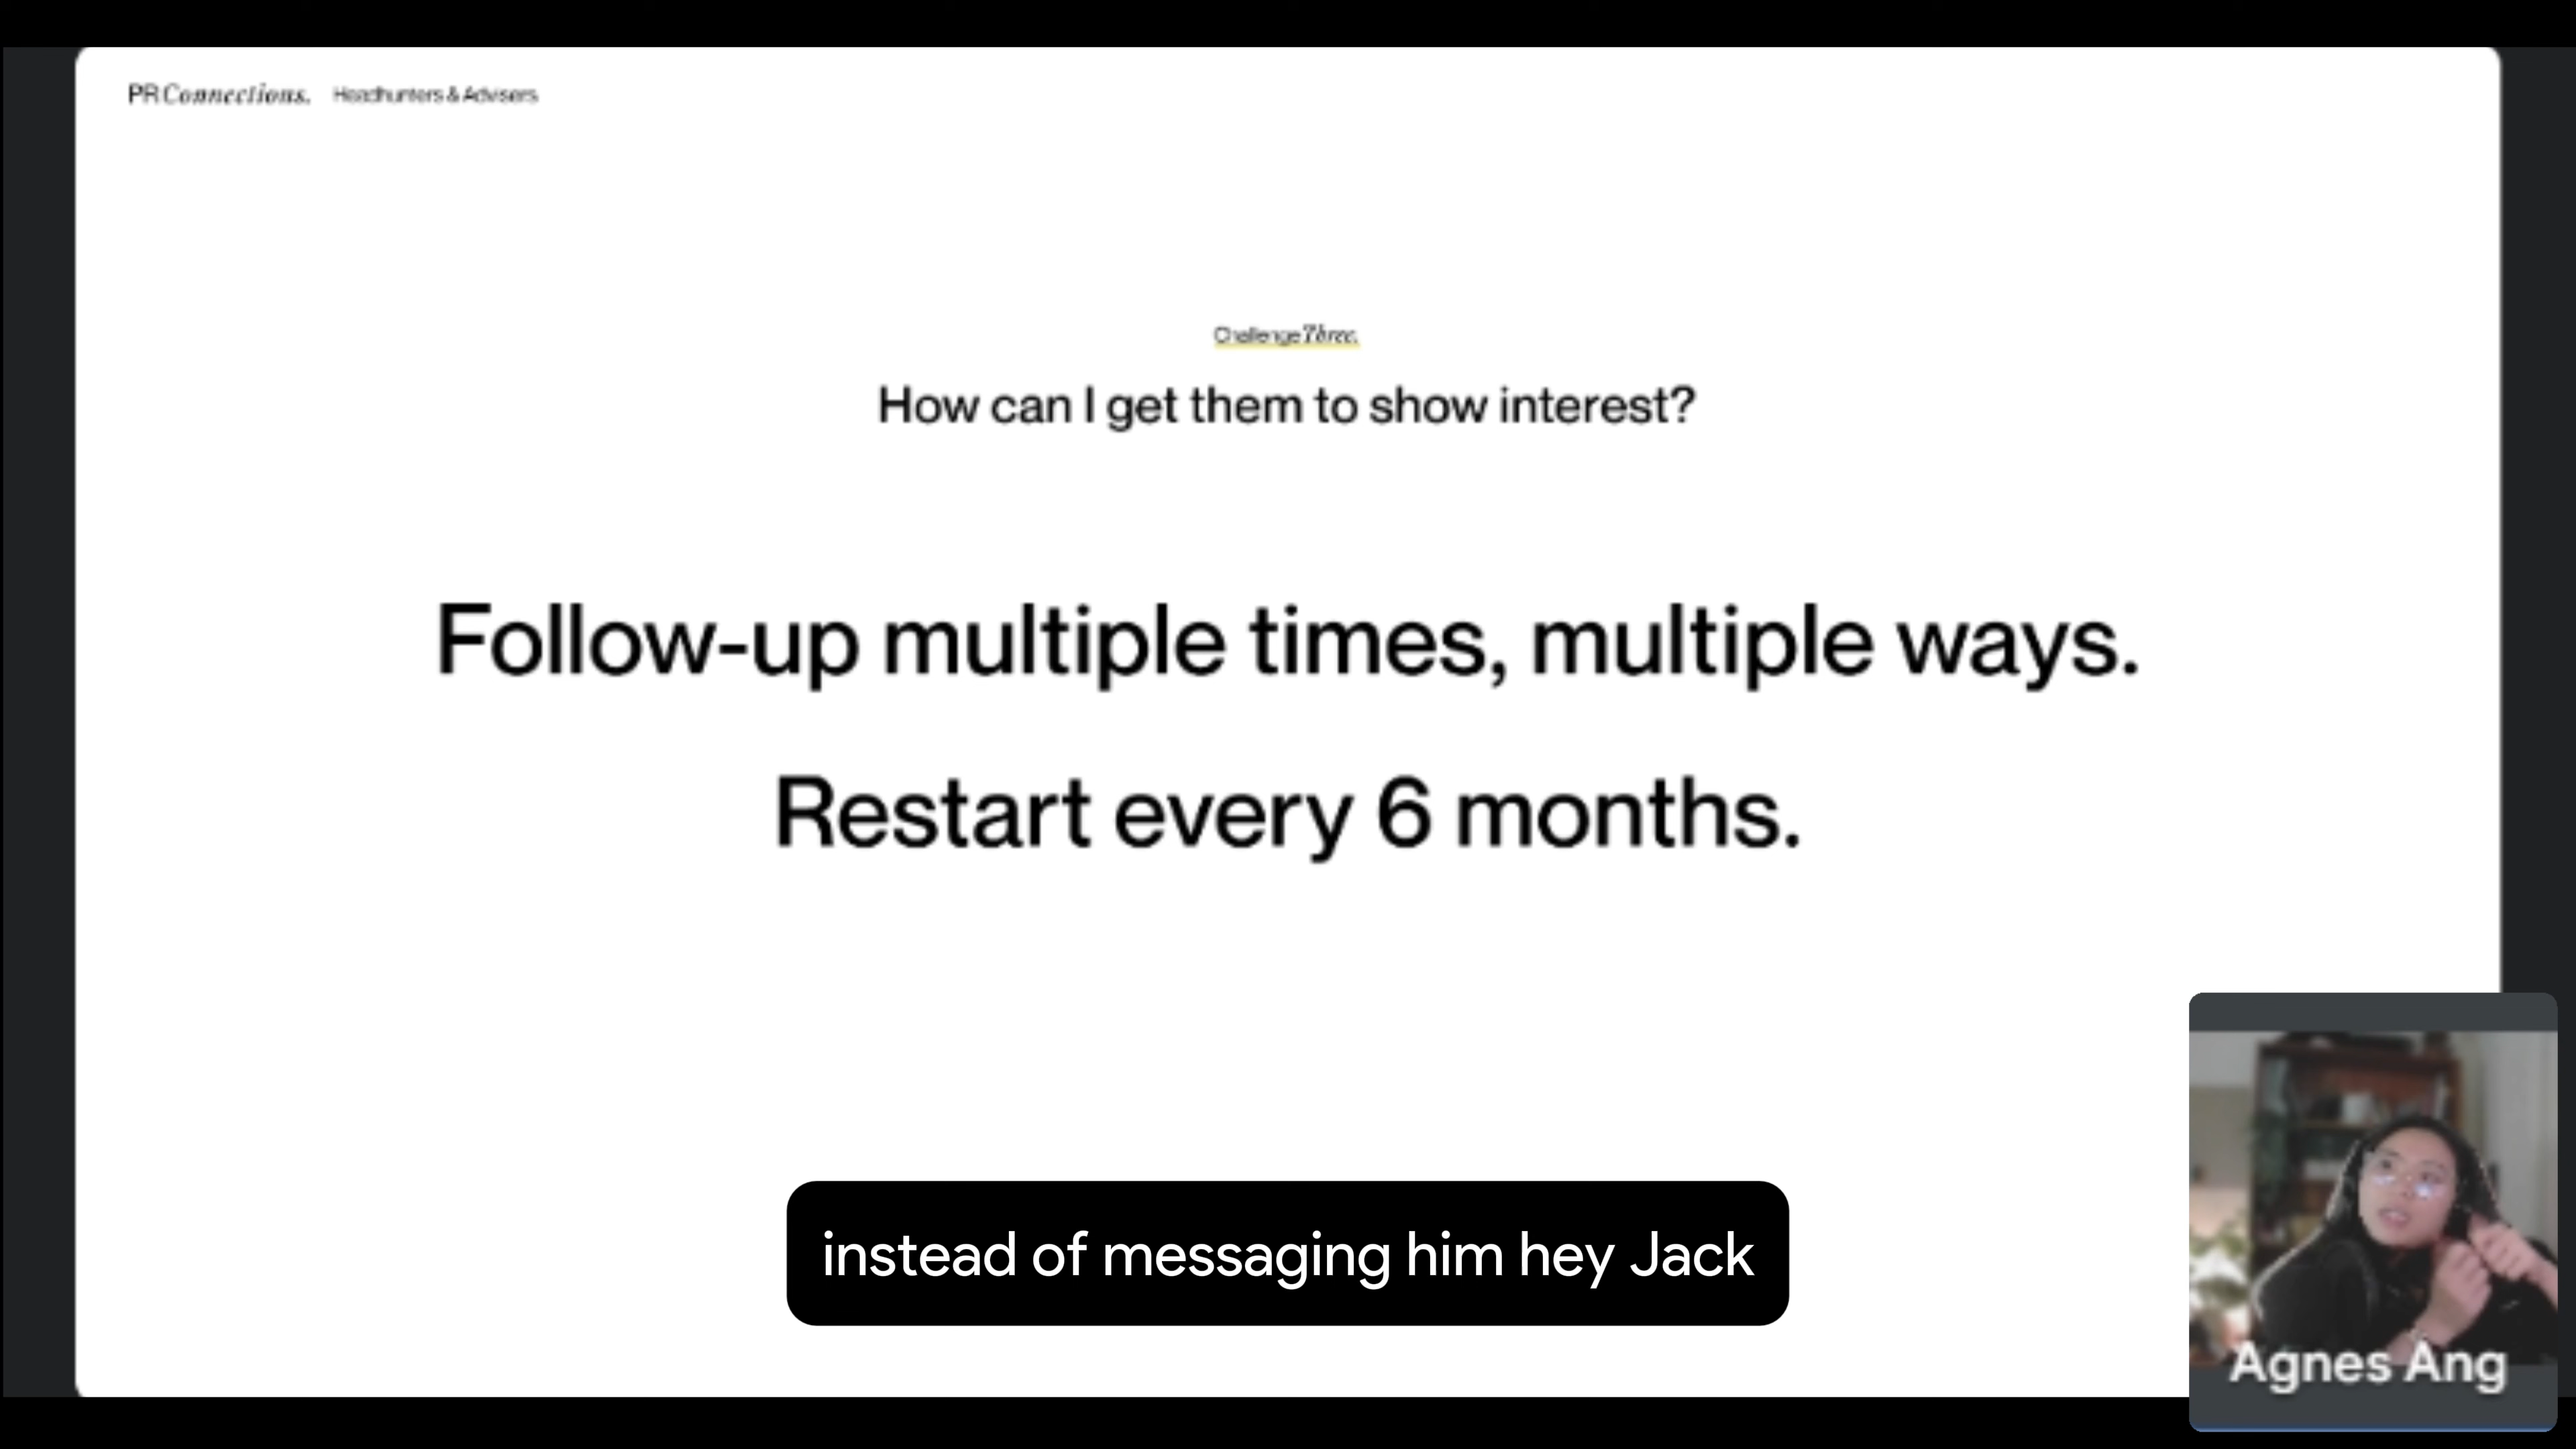 PR Connections. Headhunters & Advisers
Challenge Three.
How can I get them to show interest?
Follow-up multiple times, multiple ways.
Restart every 6 months.
instead of messaging him hey Jack
Agnes Ang